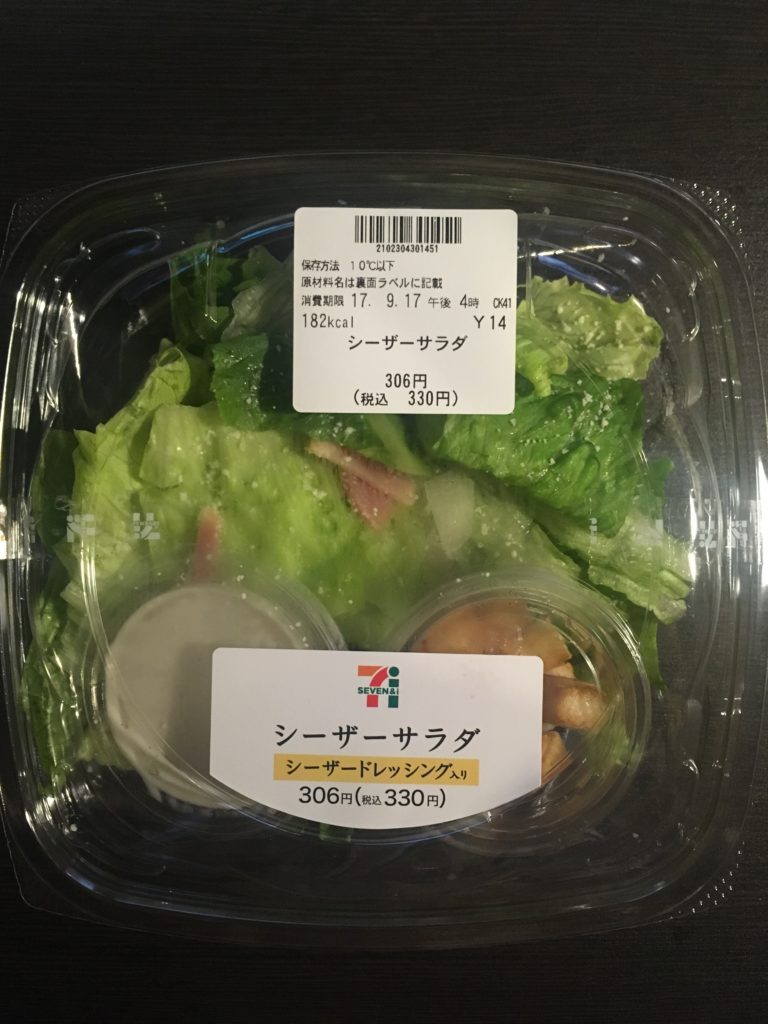 2102304301451
保存方法 10℃以下
原材料名は裏面ラベルに記載
消費期限 17. 9.17 午後 4時 CK41
182kcal Y14
シーザーサラダ
306円
(税込 330円)
7i
SEVEN&i
シーザーサラダ
シーザードレッシング入り
306円(税込330円)